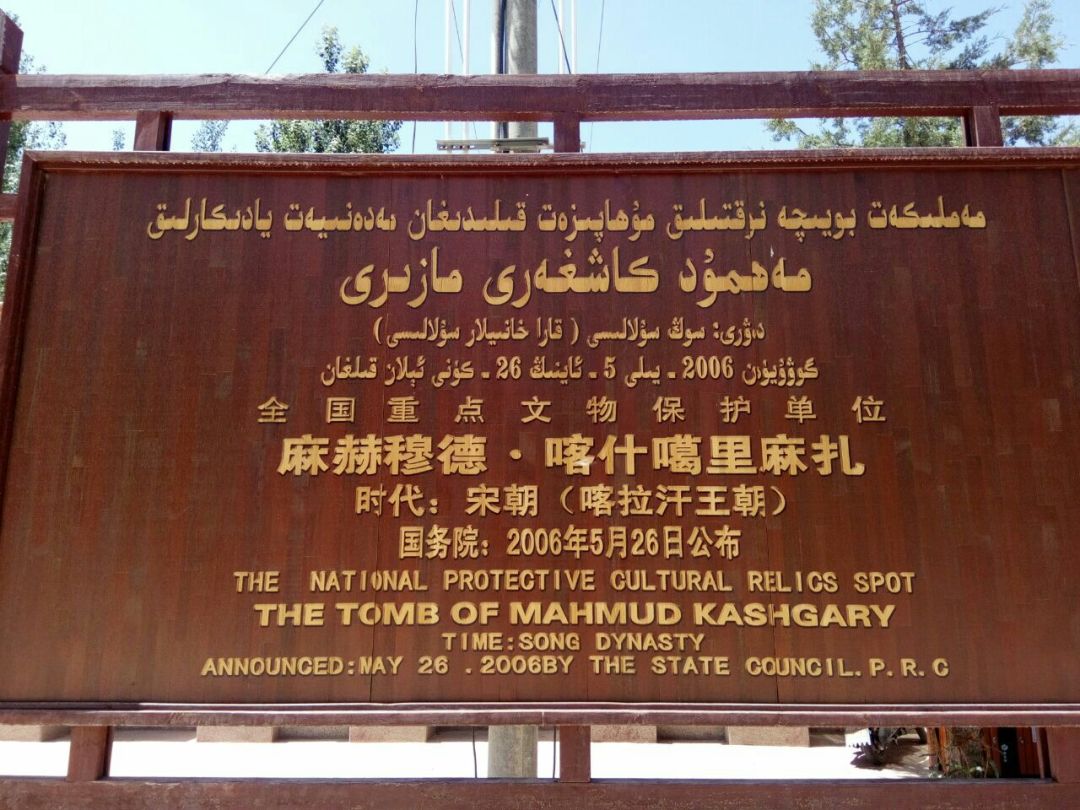 مەملىكەت بويىچە نۇقتىلىق مۇھاپىزەت قىلىدىغان مەدەنىيەت يادىكارلىق
مەھمۇد كاشغەرى مازىرى
دەۋرى: سوڭ سۇلالىسى ( قارا خانىيلار سۇلالىسى )
گوۋۇيۈەن 2006 ـ يىلى 5 ـ ئاينىڭ 26 ـ كۈنى ئېلان قىلغان
全国重点文物保护单位
麻赫穆德·喀什噶里麻扎
时代：宋朝（喀拉汗王朝）
国务院：2006年5月26日公布
THE NATIONAL PROTECTIVE CULTURAL RELICS SPOT
THE TOMB OF MAHMUD KASHGARY
TIME:SONG DYNASTY
ANNOUNCED:MAY 26 .2006BY THE STATE COUNCIL.P.R.C